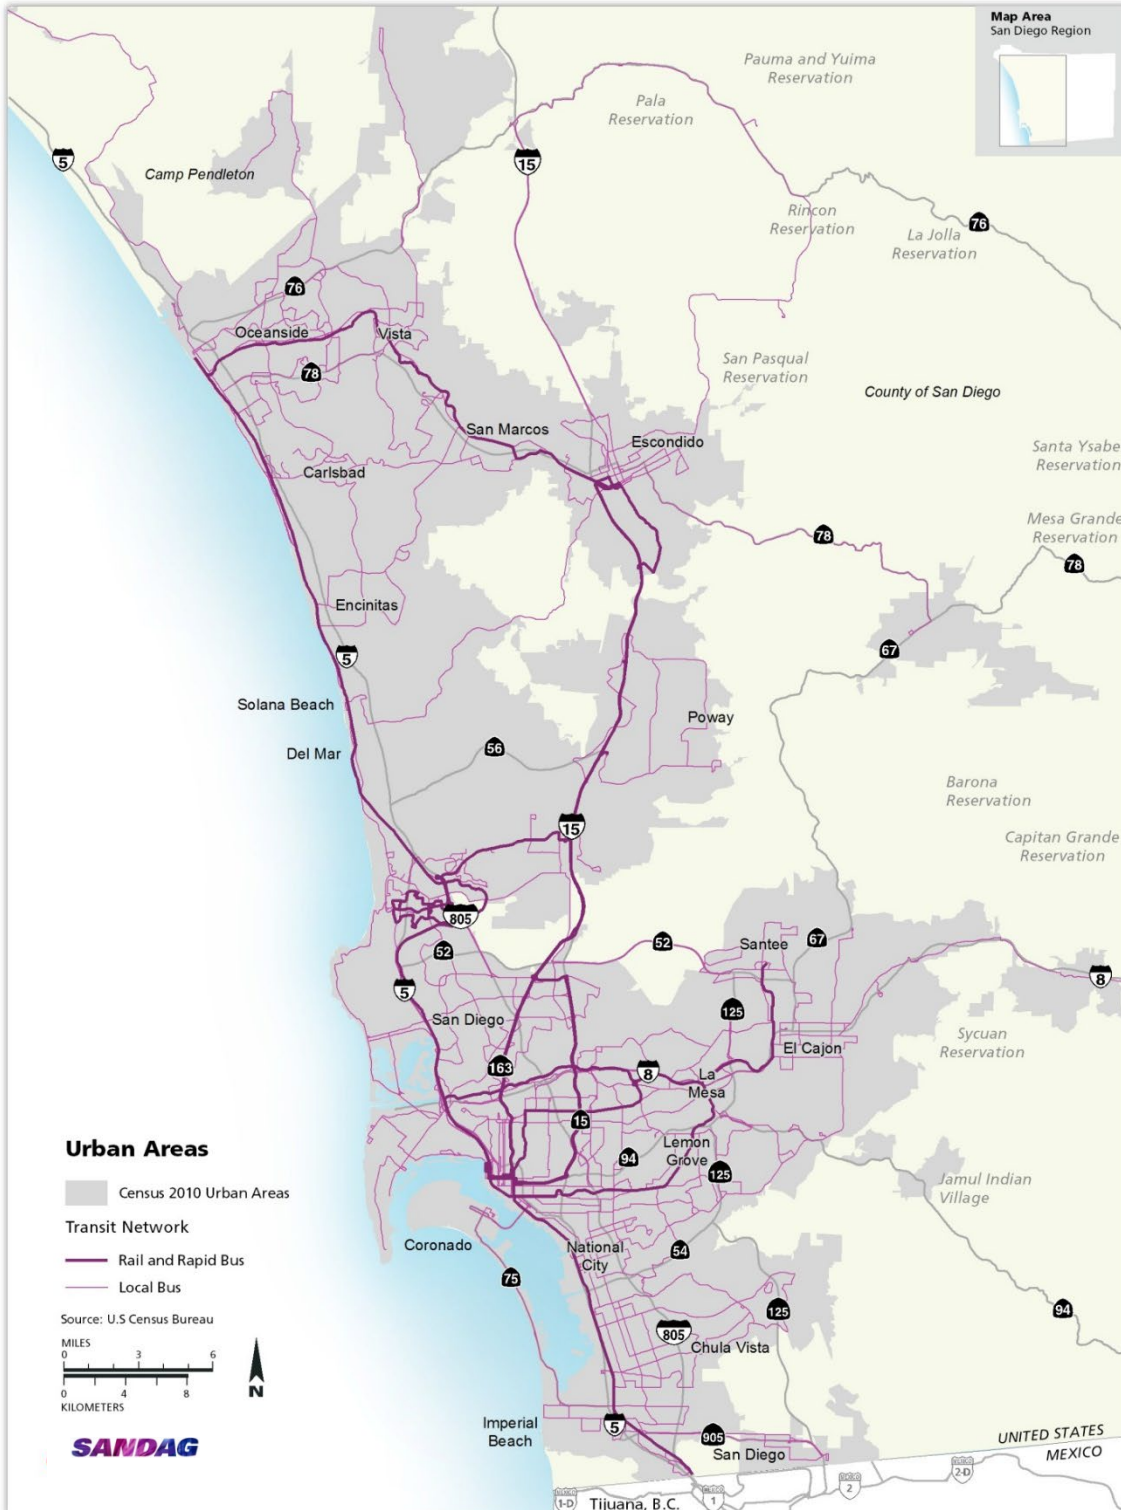 Map Area
San Diego Region
Pauma and Yuima
Reservation
Pala
Reservation
5
15
Camp Pendleton
Rincon
Reservation
76
La Jolla
Reservation
76
Oceanside
Vista
78
San Pasqual
Reservation
County of San Diego
San Marcos
Escondido
Santa Ysabe
Reservation
Carlsbad
Mesa Grande
Reservation
78
78
Encinitas
5
67
Solana Beach
Poway
Del Mar
56
Barona
Reservation
15
Capitan Grande
Reservation
805
52
52
Santee
67
8
5
125
San Diego
Sycuan
Reservation
El Cajon
163
8
La
Mesa
15
Urban Areas
Lemon
Grove
94
125
Census 2010 Urban Areas
Jamul Indian
Village
Transit Network
Rail and Rapid Bus
Local Bus
Coronado
National
City
54
75
125
94
Source: U.S Census Bureau
805
Chula Vista
MILES
0 3 6
0 4 8
KILOMETERS
N
Imperial
Beach
5
905
San Diego
UNITED STATES
MEXICO
SANDAG
1-D
Tijuana, B.C.
1
2
2-D